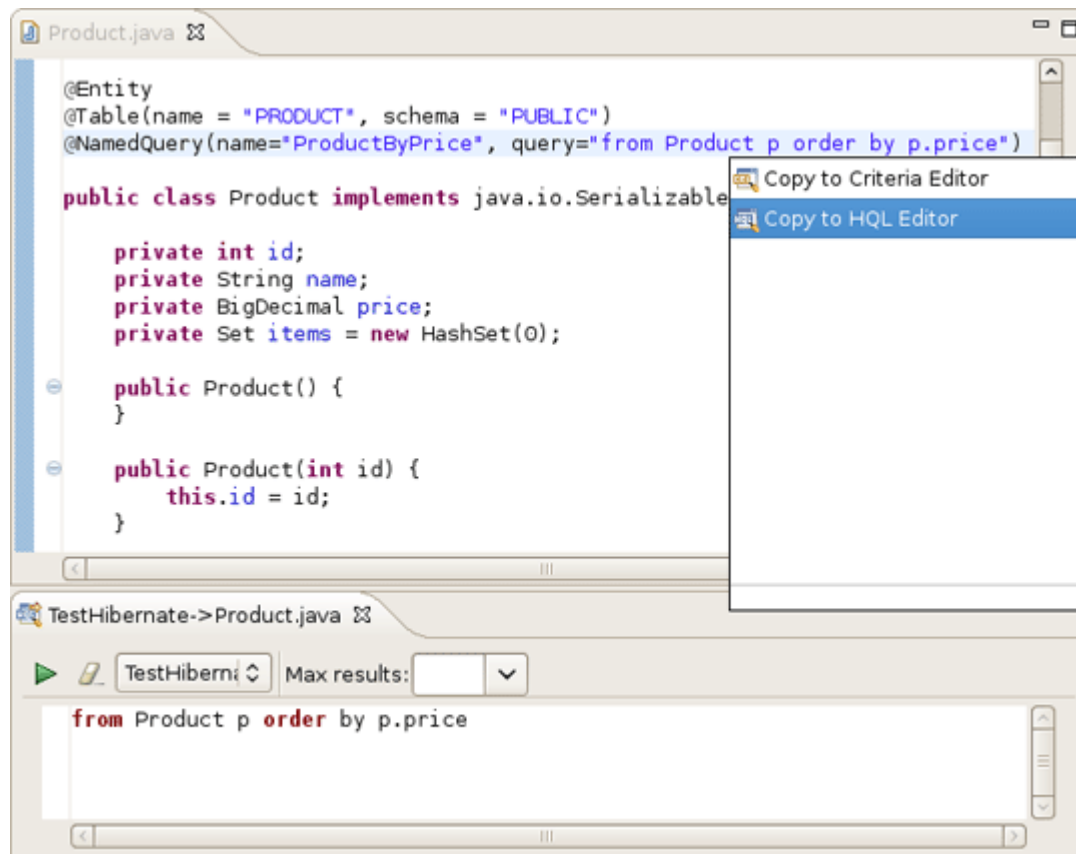 Product.java
@Entity
@Table(name = "PRODUCT", schema = "PUBLIC")
@NamedQuery(name="ProductByPrice", query="from Product p order by p.price")
public class Product implements java.io.Serializable
Copy to Criteria Editor
Copy to HQL Editor
private int id;
private String name;
private BigDecimal price;
private Set items = new HashSet(0);
public Product() {
}
public Product(int id) {
this.id = id;
}
TestHibernate->Product.java
TestHiberna Max results:
from Product p order by p.price